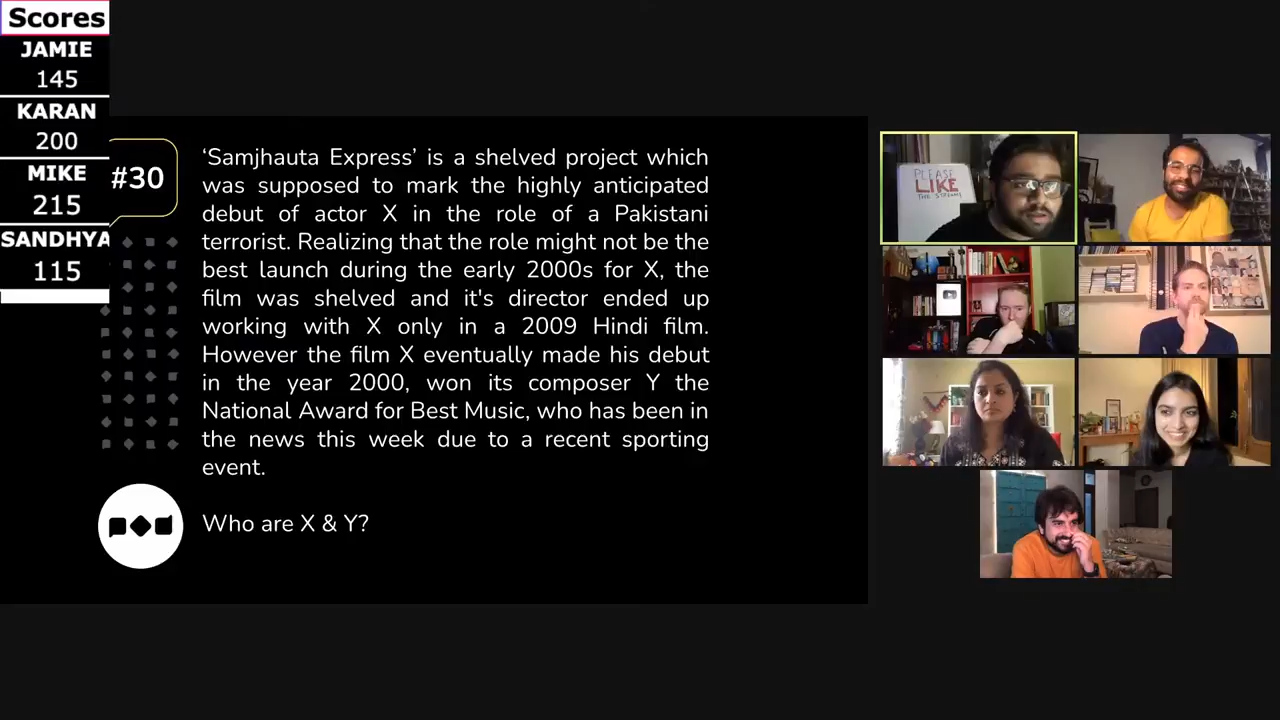 Scores
JAMIE
145
KARAN
200
MIKE
215
SANDHYA
115
#30
‘Samjhauta Express’ is a shelved project which
was supposed to mark the highly anticipated
debut of actor X in the role of a Pakistani
terrorist. Realizing that the role might not be the
best launch during the early 2000s for X, the
film was shelved and it's director ended up
working with X only in a 2009 Hindi film.
However the film X eventually made his debut
in the year 2000, won its composer Y the
National Award for Best Music, who has been in
the news this week due to a recent sporting
event.
Who are X & Y?
PLEASE
LIKE
THE STREAM